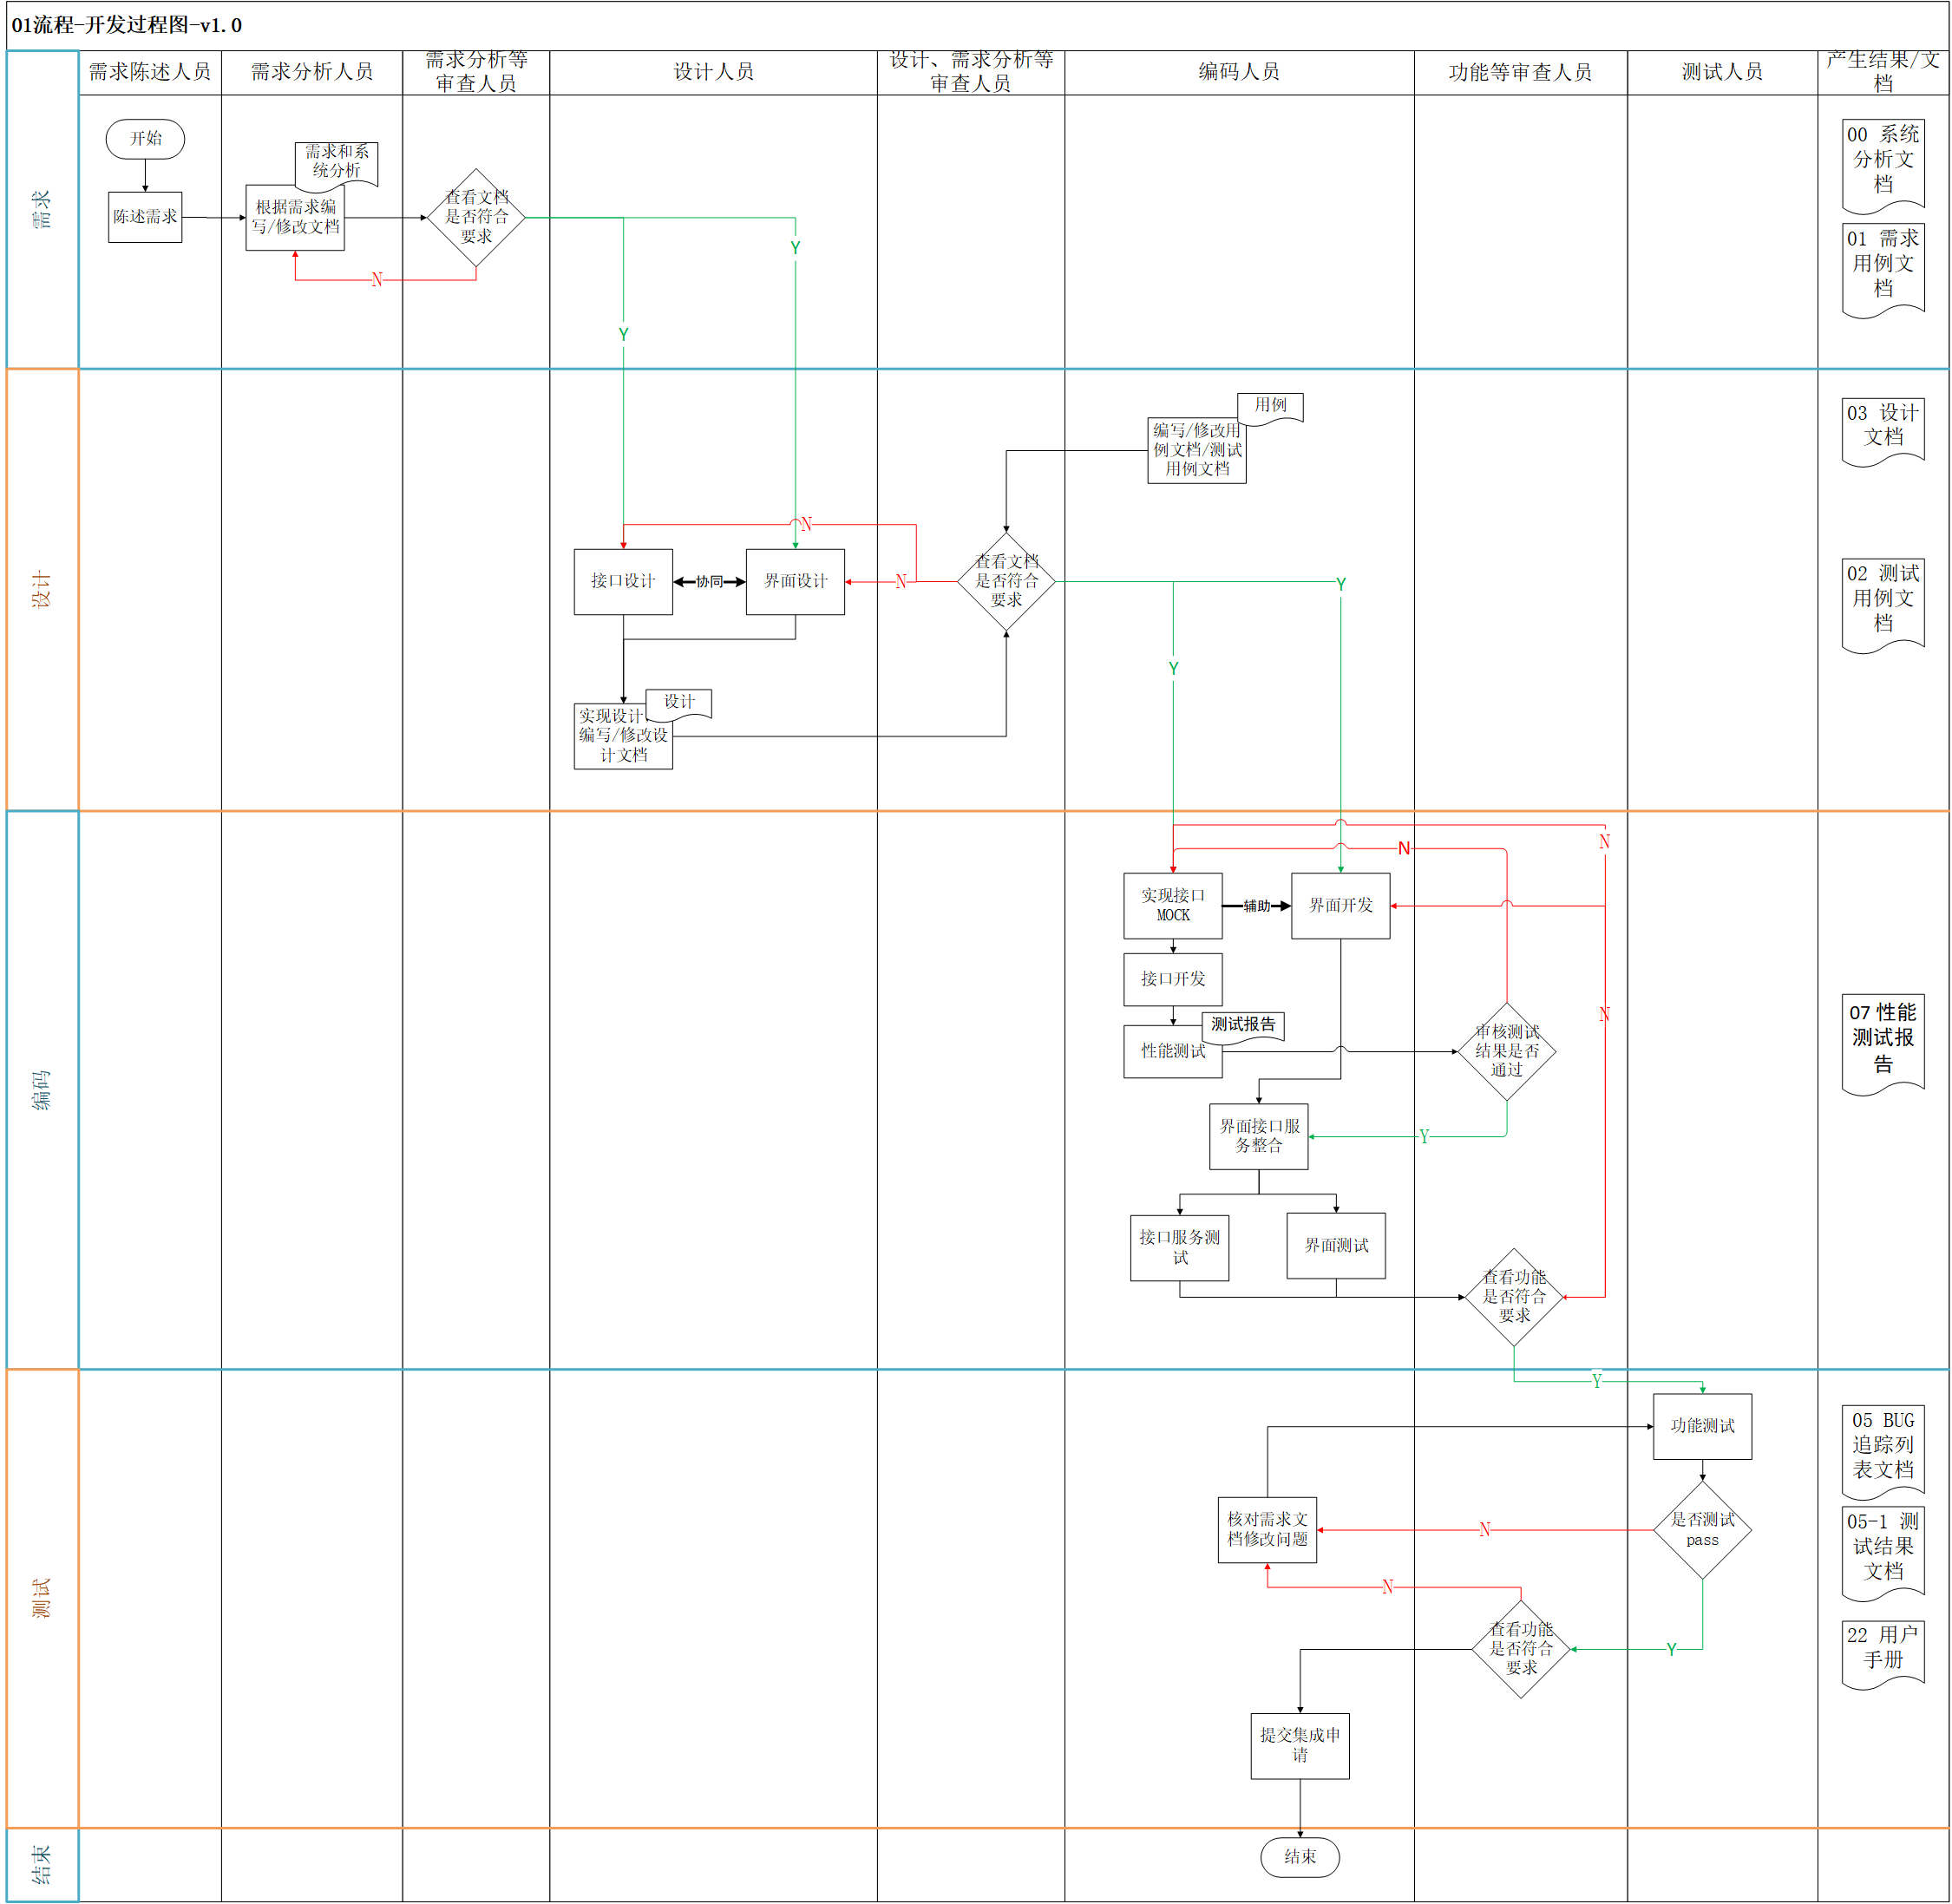 01流程-开发过程图-v1.0
需求陈述人员
需求分析人员
需求分析等
审查人员
设计人员
设计、需求分析等
审查人员
编码人员
功能等审查人员
测试人员
产生结果/文
档
需求
开始
陈述需求
需求和系
统分析
根据需求编
写/修改文档
查看文档
是否符合
要求
N
Y
Y
00 系统
分析文
档
01 需求
用例文
档
设计
用例
编写/修改用
例文档/测试
用例文档
N
接口设计
协同
界面设计
N
查看文档
是否符合
要求
Y
Y
设计
实现设计
编写/修改设
计文档
03 设计
文档
02 测试
用例文
档
编码
N
N
实现接口
MOCK
辅助
界面开发
接口开发
N
测试报告
性能测试
审核测试
结果是否
通过
界面接口服
务整合
Y
接口服务测
试
界面测试
查看功能
是否符合
要求
07 性能
测试报
告
测试
Y
功能测试
核对需求文
档修改问题
N
是否测试
pass
N
查看功能
是否符合
要求
Y
提交集成申
请
05 BUG
追踪列
表文档
05-1 测
试结果
文档
22 用户
手册
结束
结束